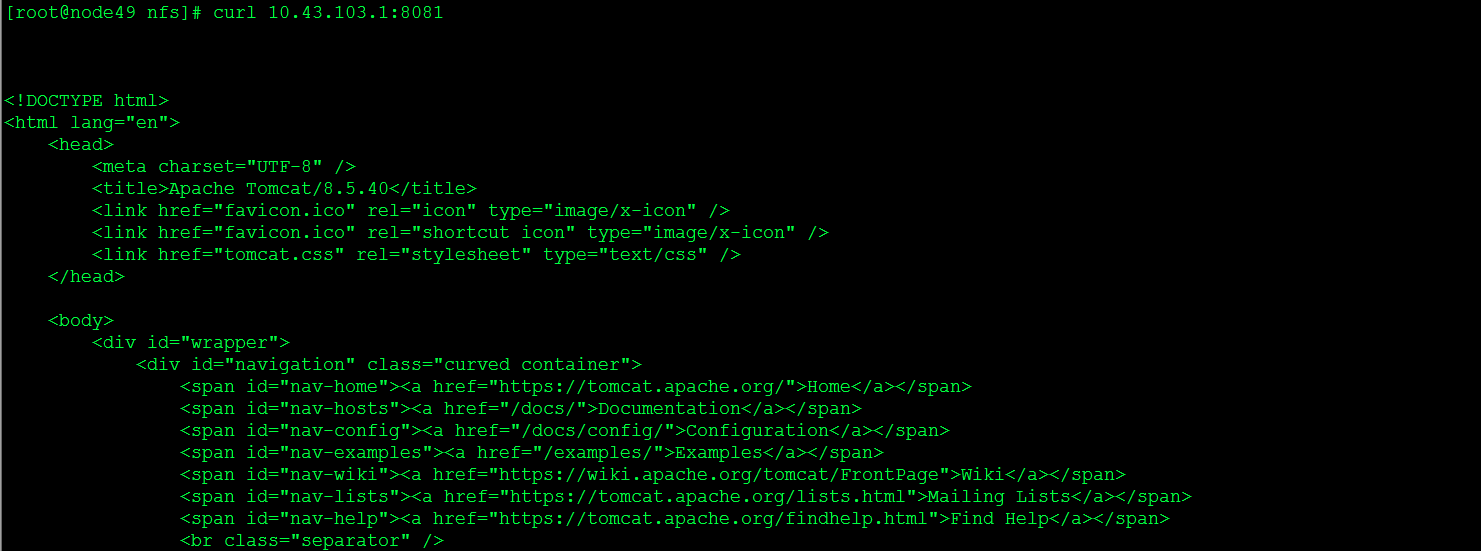 [root@node49 nfs]# curl 10.43.103.1:8081
<!DOCTYPE html>
<html lang="en">
    <head>
        <meta charset="UTF-8" />
        <title>Apache Tomcat/8.5.40</title>
        <link href="favicon.ico" rel="icon" type="image/x-icon" />
        <link href="favicon.ico" rel="shortcut icon" type="image/x-icon" />
        <link href="tomcat.css" rel="stylesheet" type="text/css" />
    </head>

    <body>
        <div id="wrapper">
            <div id="navigation" class="curved container">
                <span id="nav-home"><a href="https://tomcat.apache.org/">Home</a></span>
                <span id="nav-hosts"><a href="/docs/">Documentation</a></span>
                <span id="nav-config"><a href="/docs/config/">Configuration</a></span>
                <span id="nav-examples"><a href="/examples/">Examples</a></span>
                <span id="nav-wiki"><a href="https://wiki.apache.org/tomcat/FrontPage">Wiki</a></span>
                <span id="nav-lists"><a href="https://tomcat.apache.org/lists.html">Mailing Lists</a></span>
                <span id="nav-help"><a href="https://tomcat.apache.org/findhelp.html">Find Help</a></span>
                <br class="separator" />